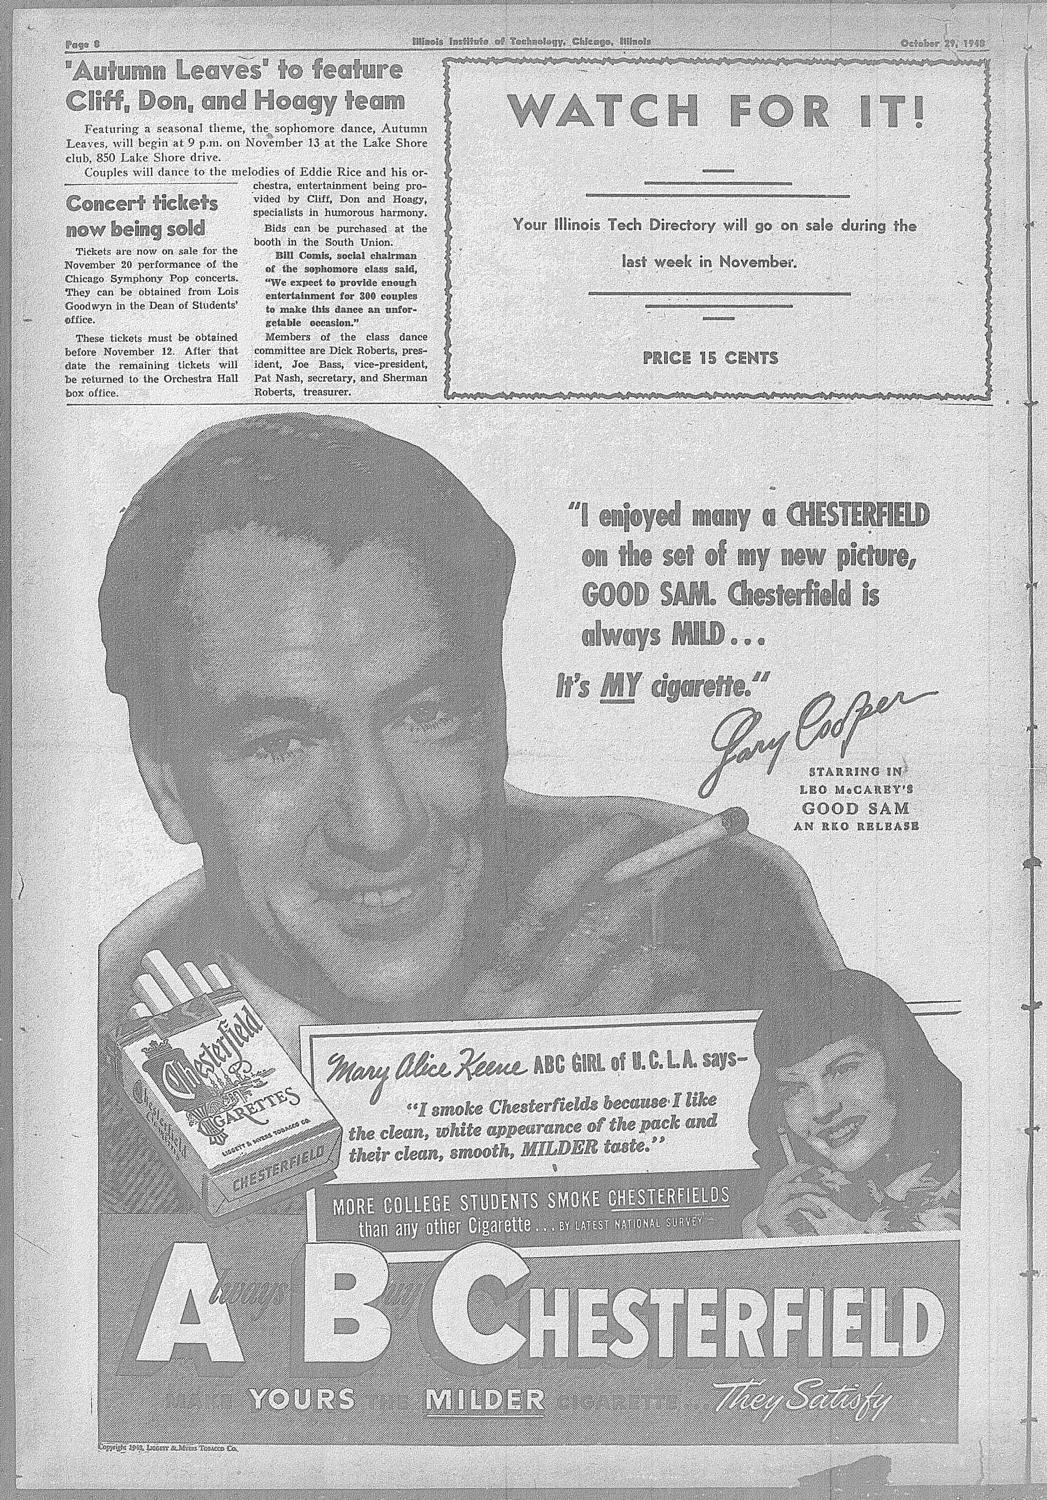 Page 8
Illinois Institute of Technology, Chicago, Illinois
October 29, 1948
'Autumn Leaves' to feature
Cliff, Don, and Hoagy team
Featuring a seasonal theme, the sophomore dance, Autumn
Leaves, will begin at 9 p.m. on November 13 at the Lake Shore
club, 850 Lake Shore drive.
Couples will dance to the melodies of Eddie Rice and his or-
chestra, entertainment being pro-
vided by Cliff, Don and Hoagy,
specialists in humorous harmony.
Bids can be purchased at the
booth in the South Union.
Bill Comis, social chairman
of the sophomore class said,
"We expect to provide enough
entertainment for 300 couples
to make this dance an unfor-
getable occasion."
Members of the class dance
committee are Dick Roberts, pres-
ident, Joe Bass, vice-president,
Pat Nash, secretary, and Sherman
Roberts, treasurer.
Concert tickets
now being sold
Tickets are now on sale for the
November 20 performance of the
Chicago Symphony Pop concerts.
They can be obtained from Lois
Goodwyn in the Dean of Students'
office.
These tickets must be obtained
before November 12. After that
date the remaining tickets will
be returned to the Orchestra Hall
box office.
WATCH FOR IT!
Your Illinois Tech Directory will go on sale during the
last week in November.
PRICE 15 CENTS
"I enjoyed many a CHESTERFIELD
on the set of my new picture,
GOOD SAM. Chesterfield is
always MILD...
It's MY cigarette."
Gary Cooper
STARRING IN
LEO McCAREY'S
GOOD SAM
AN RKO RELEASE
Chesterfield
CIGARETTES
LIGGETT & MYERS TOBACCO CO.
CHESTERFIELD
Chesterfield
Mary Alice Keene ABC GIRL of U.C.L.A. says—
"I smoke Chesterfields because I like
the clean, white appearance of the pack and
their clean, smooth, MILDER taste."
MORE COLLEGE STUDENTS SMOKE CHESTERFIELDS
than any other Cigarette... BY LATEST NATIONAL SURVEY
Always Buy CHESTERFIELD
MAKE YOURS THE MILDER CIGARETTE... They Satisfy
Copyright 1948, LIGGETT & MYERS TOBACCO CO.